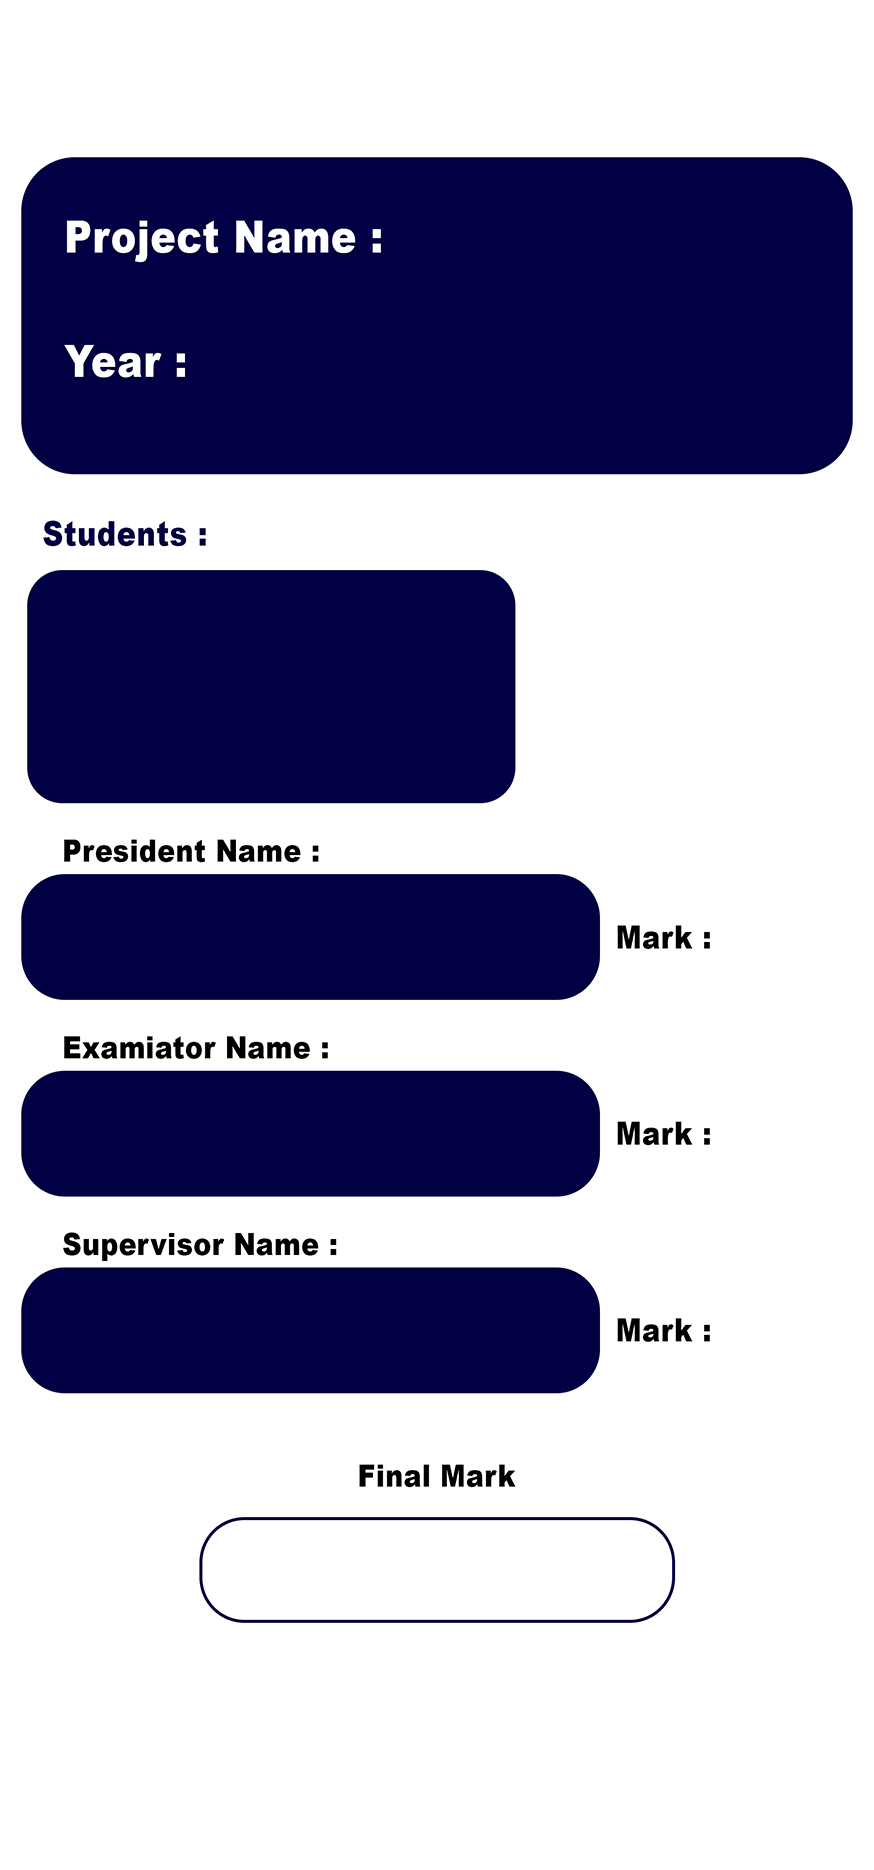 Project Name :
Year :
Students :
President Name :
Mark :
Examiator Name :
Mark :
Supervisor Name :
Mark :
Final Mark